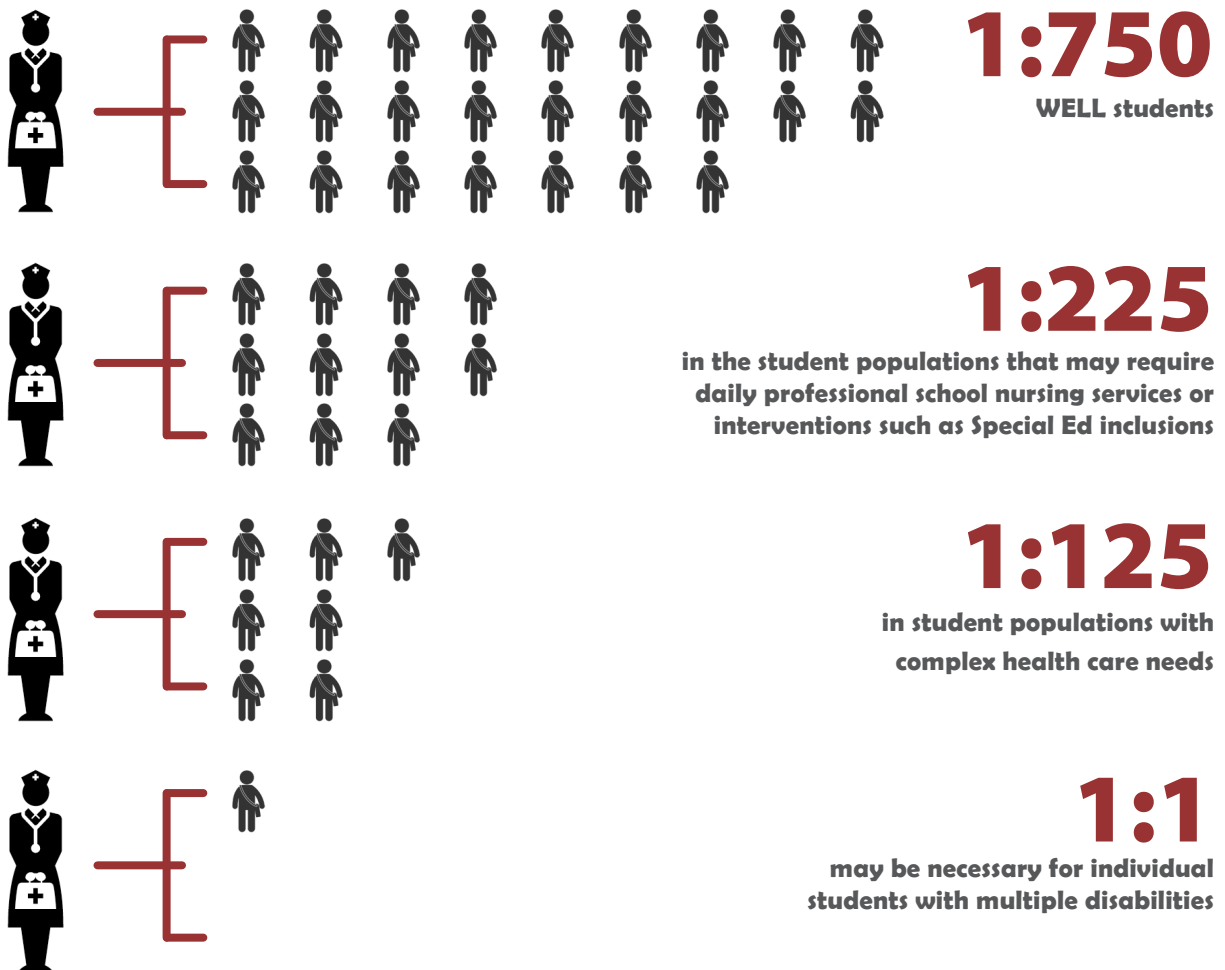 1:750
WELL students
1:225
in the student populations that may require
daily professional school nursing services or
interventions such as Special Ed inclusions
1:125
in student populations with
complex health care needs
1:1
may be necessary for individual
students with multiple disabilities